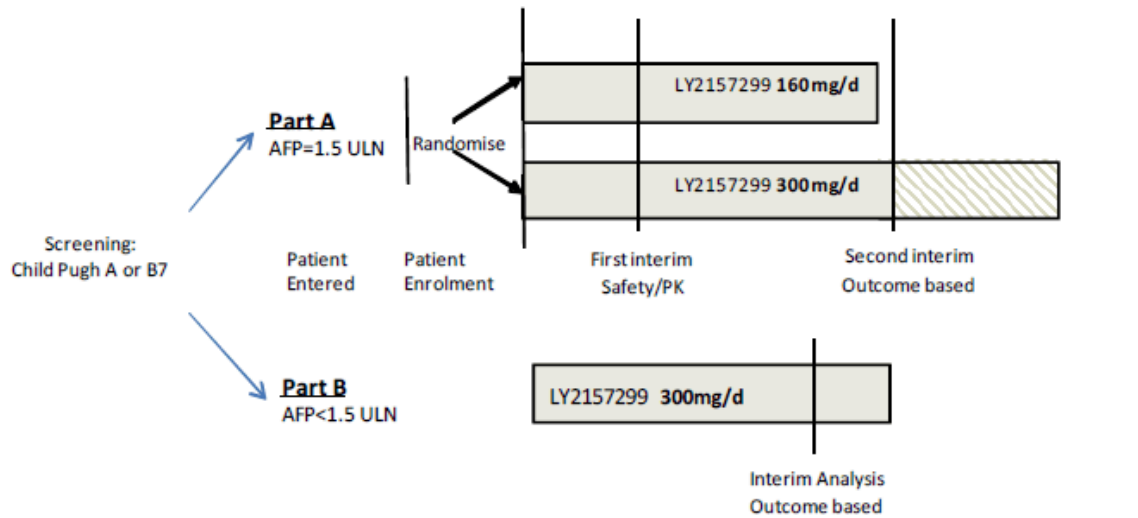 LY2157299 160mg/d
Part A
AFP=1.5 ULN
Randomise
LY2157299 300mg/d
Screening:
Child Pugh A or B7
Patient
Entered
Patient
Enrolment
First interim
Safety/PK
Second interim
Outcome based
Part B
AFP<1.5 ULN
LY2157299 300mg/d
Interim Analysis
Outcome based